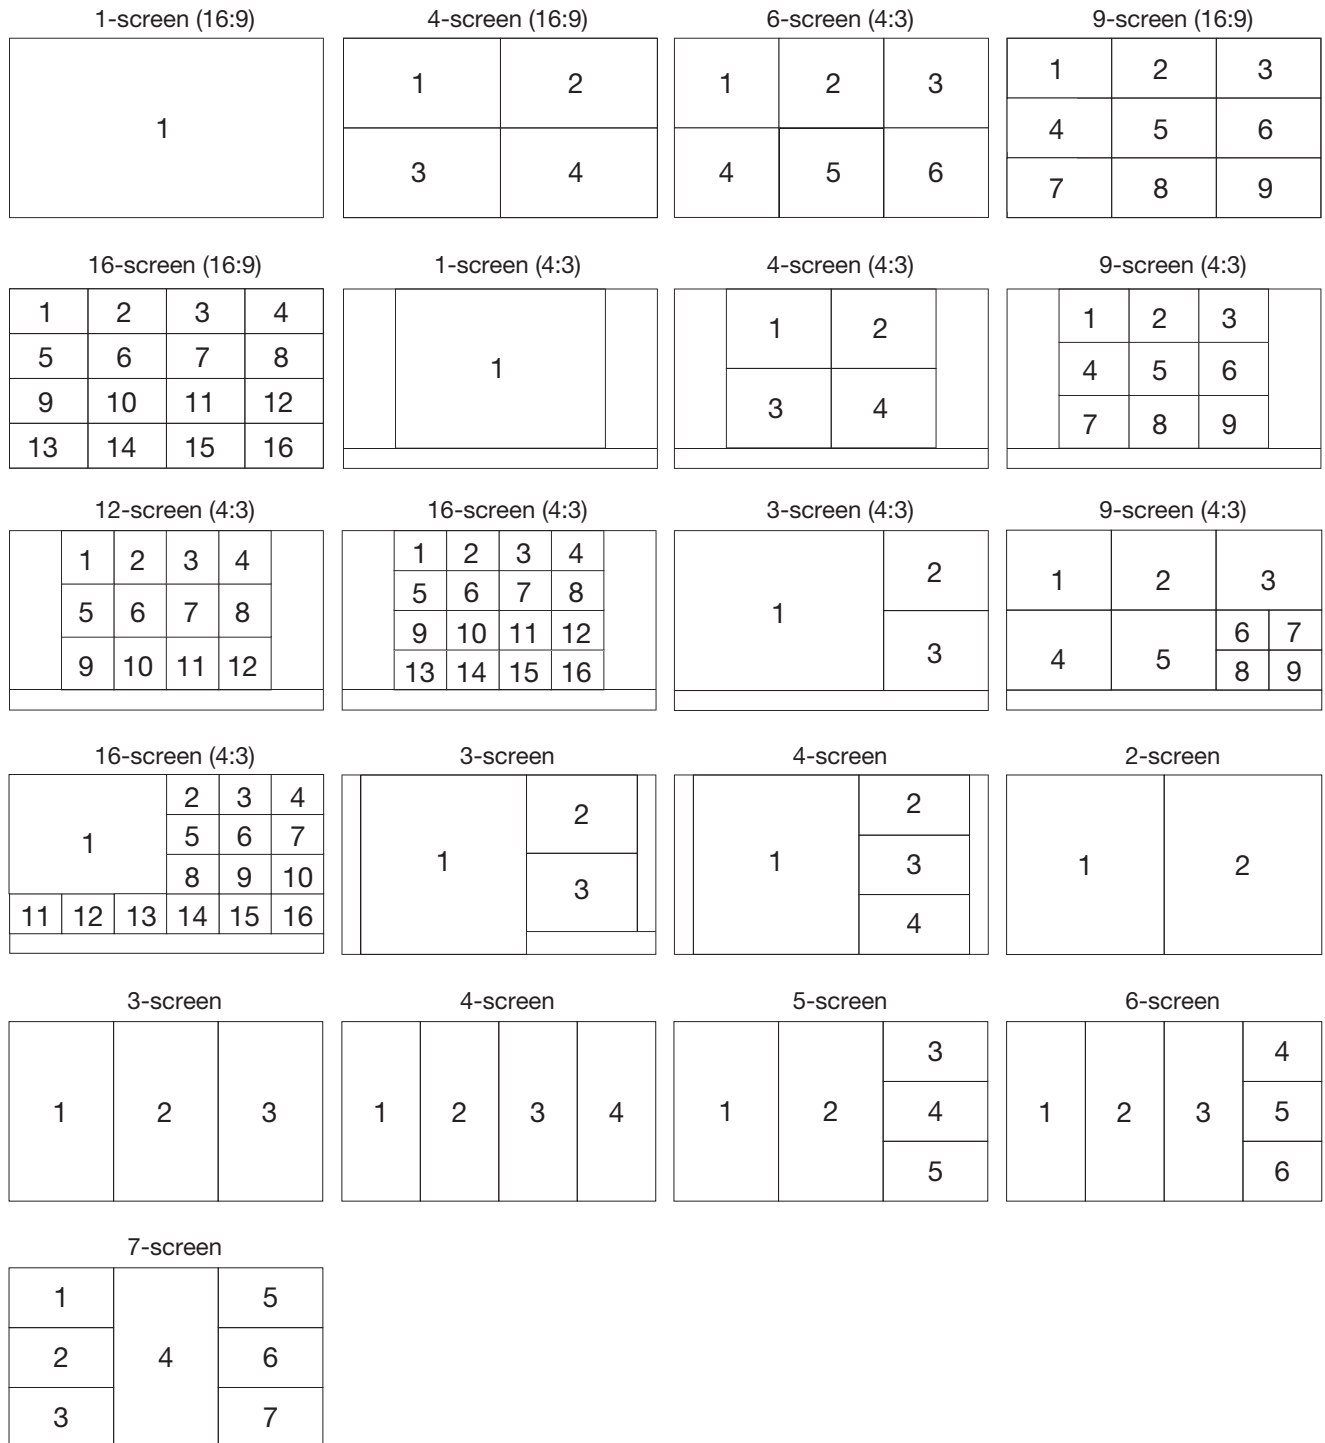 1-screen (16:9) 4-screen (16:9) 6-screen (4:3) 9-screen (16:9)
1
1 2
3 4
1 2 3
4 5 6
1 2 3
4 5 6
7 8 9
16-screen (16:9) 1-screen (4:3) 4-screen (4:3) 9-screen (4:3)
1 2 3 4
5 6 7 8
9 10 11 12
13 14 15 16
1
1 2
3 4
1 2 3
4 5 6
7 8 9
12-screen (4:3) 16-screen (4:3) 3-screen (4:3) 9-screen (4:3)
1 2 3 4
5 6 7 8
9 10 11 12
1 2 3 4
5 6 7 8
9 10 11 12
13 14 15 16
2
1
3
1 2 3
6 7
4 5
8 9
16-screen (4:3) 3-screen 4-screen 2-screen
2 3 4
5 6 7
1
8 9 10
11 12 13 14 15 16
2
1
3
2
1 3
4
1 2
3-screen 4-screen 5-screen 6-screen
1 2 3
1 2 3 4
3
1 2 4
5
4
1 2 3 5
6
7-screen
1 5
2 4 6
3 7